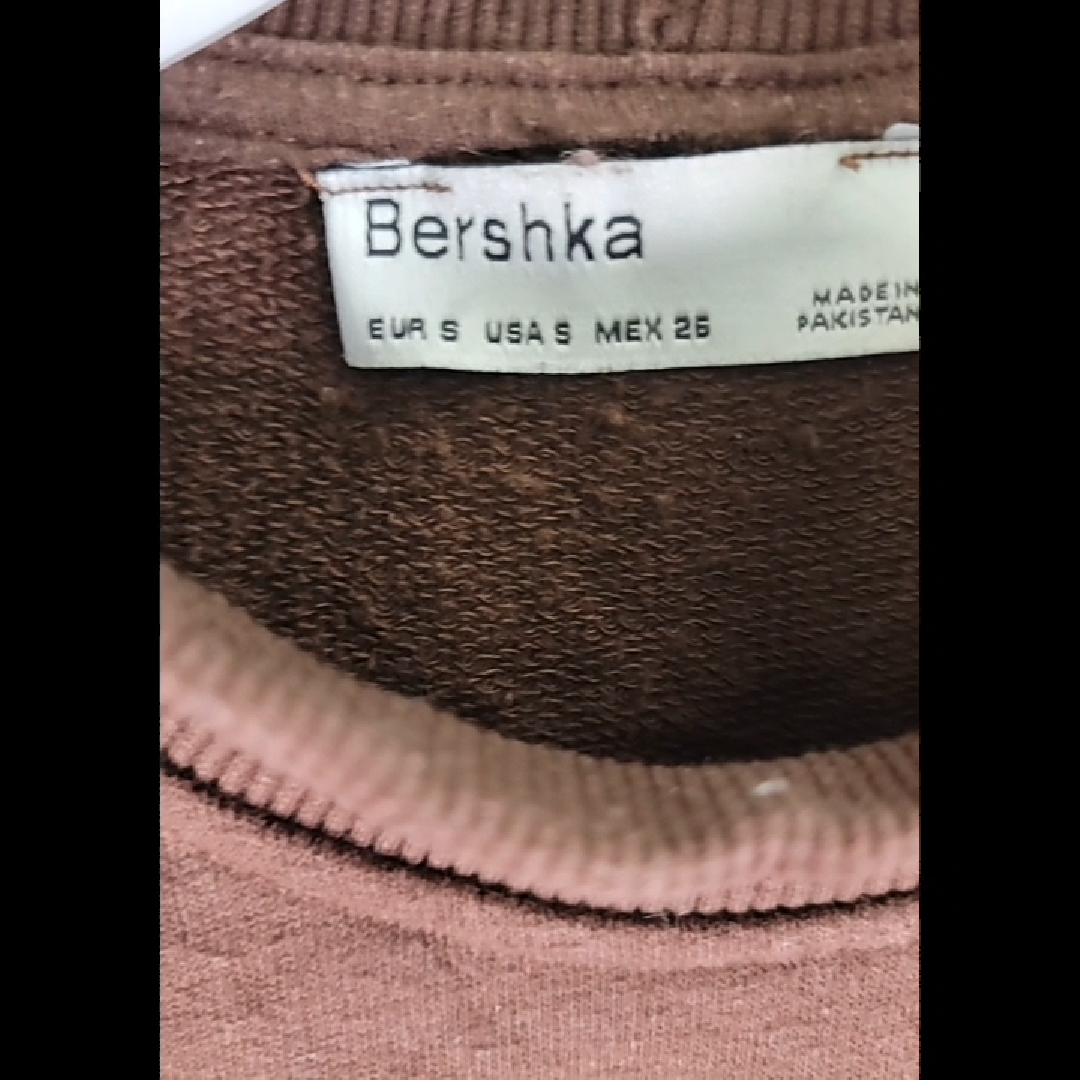 Bershka
EUR S USA S MEX 26
MADE IN
PAKISTAN